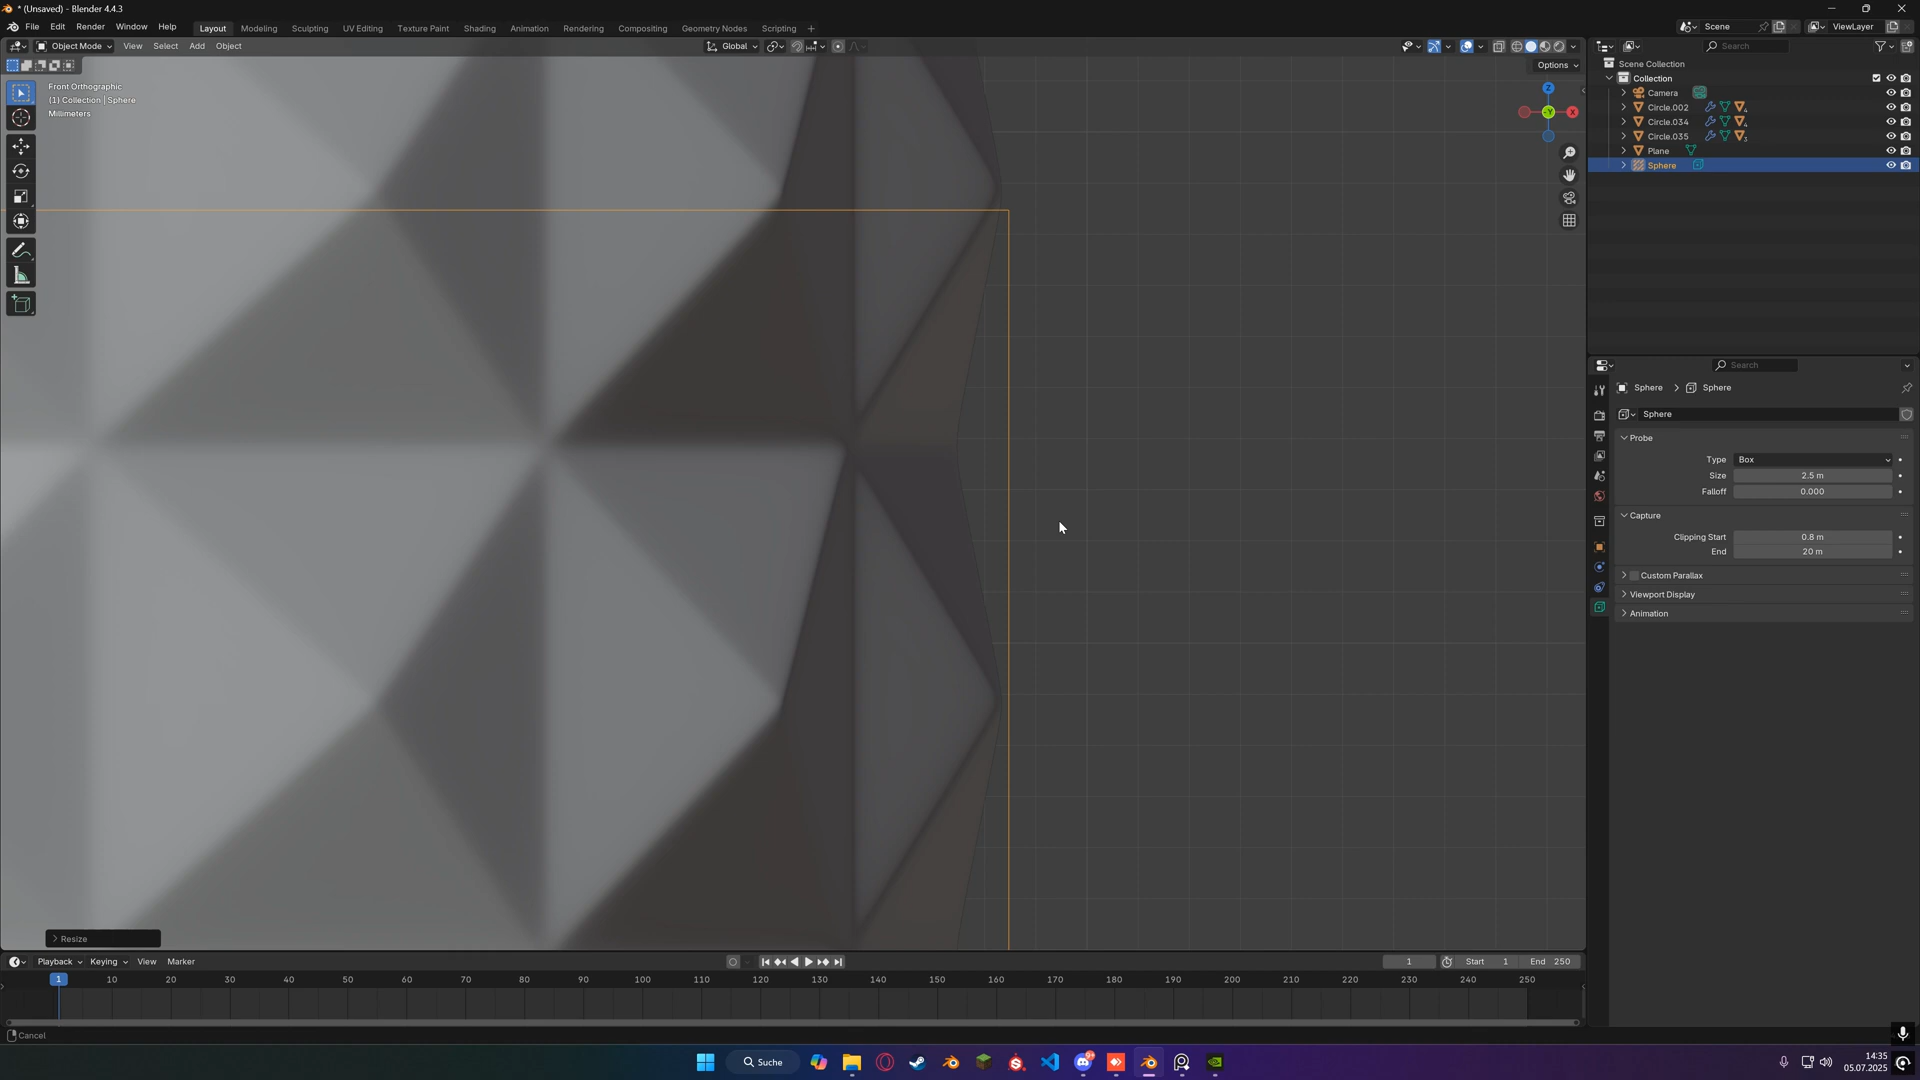 * (Unsaved) - Blender 4.4.3
File Edit Render Window Help
Layout Modeling Sculpting UV Editing Texture Paint Shading Animation Rendering Compositing Geometry Nodes Scripting +
Scene
ViewLayer
Object Mode View Select Add Object
Global
Search
Options
Front Orthographic
(1) Collection | Sphere
Millimeters
Z
-Y
X
Scene Collection
Collection
Camera
Circle.002
4
Circle.034
4
Circle.035
3
Plane
Sphere
Search
Sphere > Sphere
Sphere
Probe
Type Box
Size 2.5 m
Falloff 0.000
Capture
Clipping Start 0.8 m
End 20 m
Custom Parallax
Viewport Display
Animation
> Resize
Playback Keying View Marker
1 Start 1 End 250
1 10 20 30 40 50 60 70 80 90 100 110 120 130 140 150 160 170 180 190 200 210 220 230 240 250
Cancel
Suche
14:35
05.07.2025